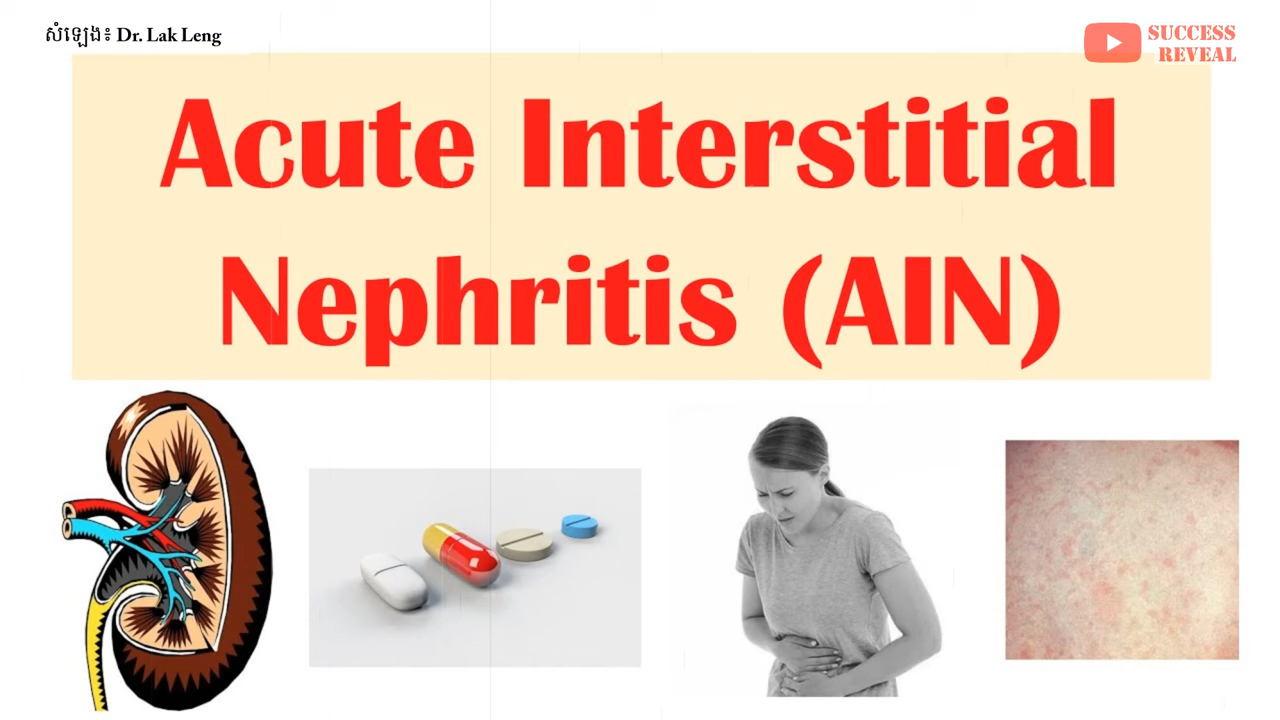 សំឡេង៖ Dr. Lak Leng
SUCCESS
REVEAL
Acute Interstitial
Nephritis (AIN)